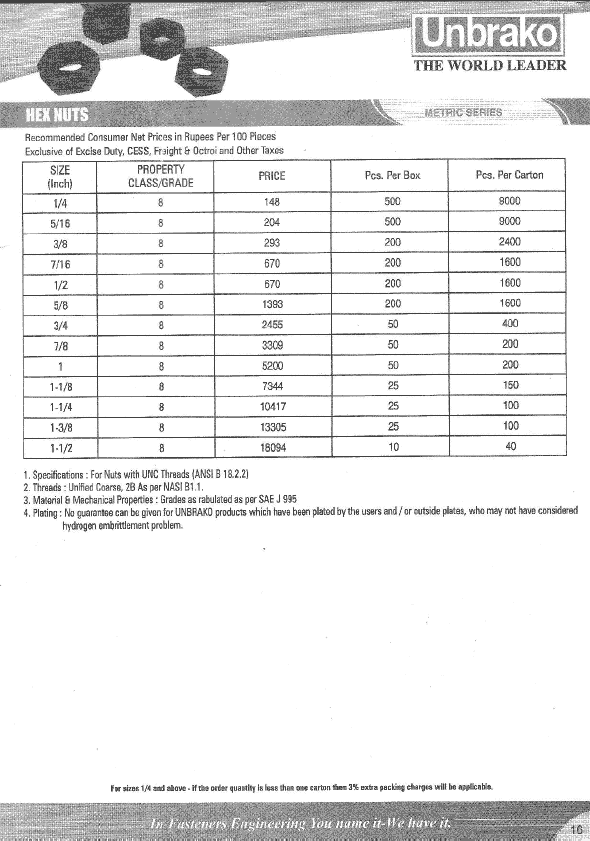 Unbrako
THE WORLD LEADER
HEX NUTS
METRIC SERIES
Recommended Consumer Net Prices in Rupees Per 100 Pieces
Exclusive of Excise Duty, CESS, Fraight & Octroi and Other Taxes
SIZE (Inch) PROPERTY CLASS/GRADE PRICE Pcs. Per Box Pcs. Per Carton
1/4 8 148 500 9000
5/16 8 204 500 9000
3/8 8 293 200 2400
7/16 8 670 200 1600
1/2 8 670 200 1600
5/8 8 1393 200 1600
3/4 8 2455 50 400
7/8 8 3309 50 200
1 8 5200 50 200
1-1/8 8 7344 25 150
1-1/4 8 10417 25 100
1-3/8 8 13305 25 100
1-1/2 8 18094 10 40
1. Specifications : For Nuts with UNC Threads (ANSI B 18.2.2)
2. Threads : Unified Coarse, 2B As per NASI B1.1.
3. Material & Mechanical Properties : Grades as rabulated as per SAE J 995
4. Plating : No guarantee can be given for UNBRAKO products which have been plated by the users and / or outside plates, who may not have considered
hydrogen embrittlement problem.
For sizes 1/4 and above - if the order quantity is less than one carton then 3% extra packing charges will be applicable.
In Fasteners Engineering You name it-We have it.
16